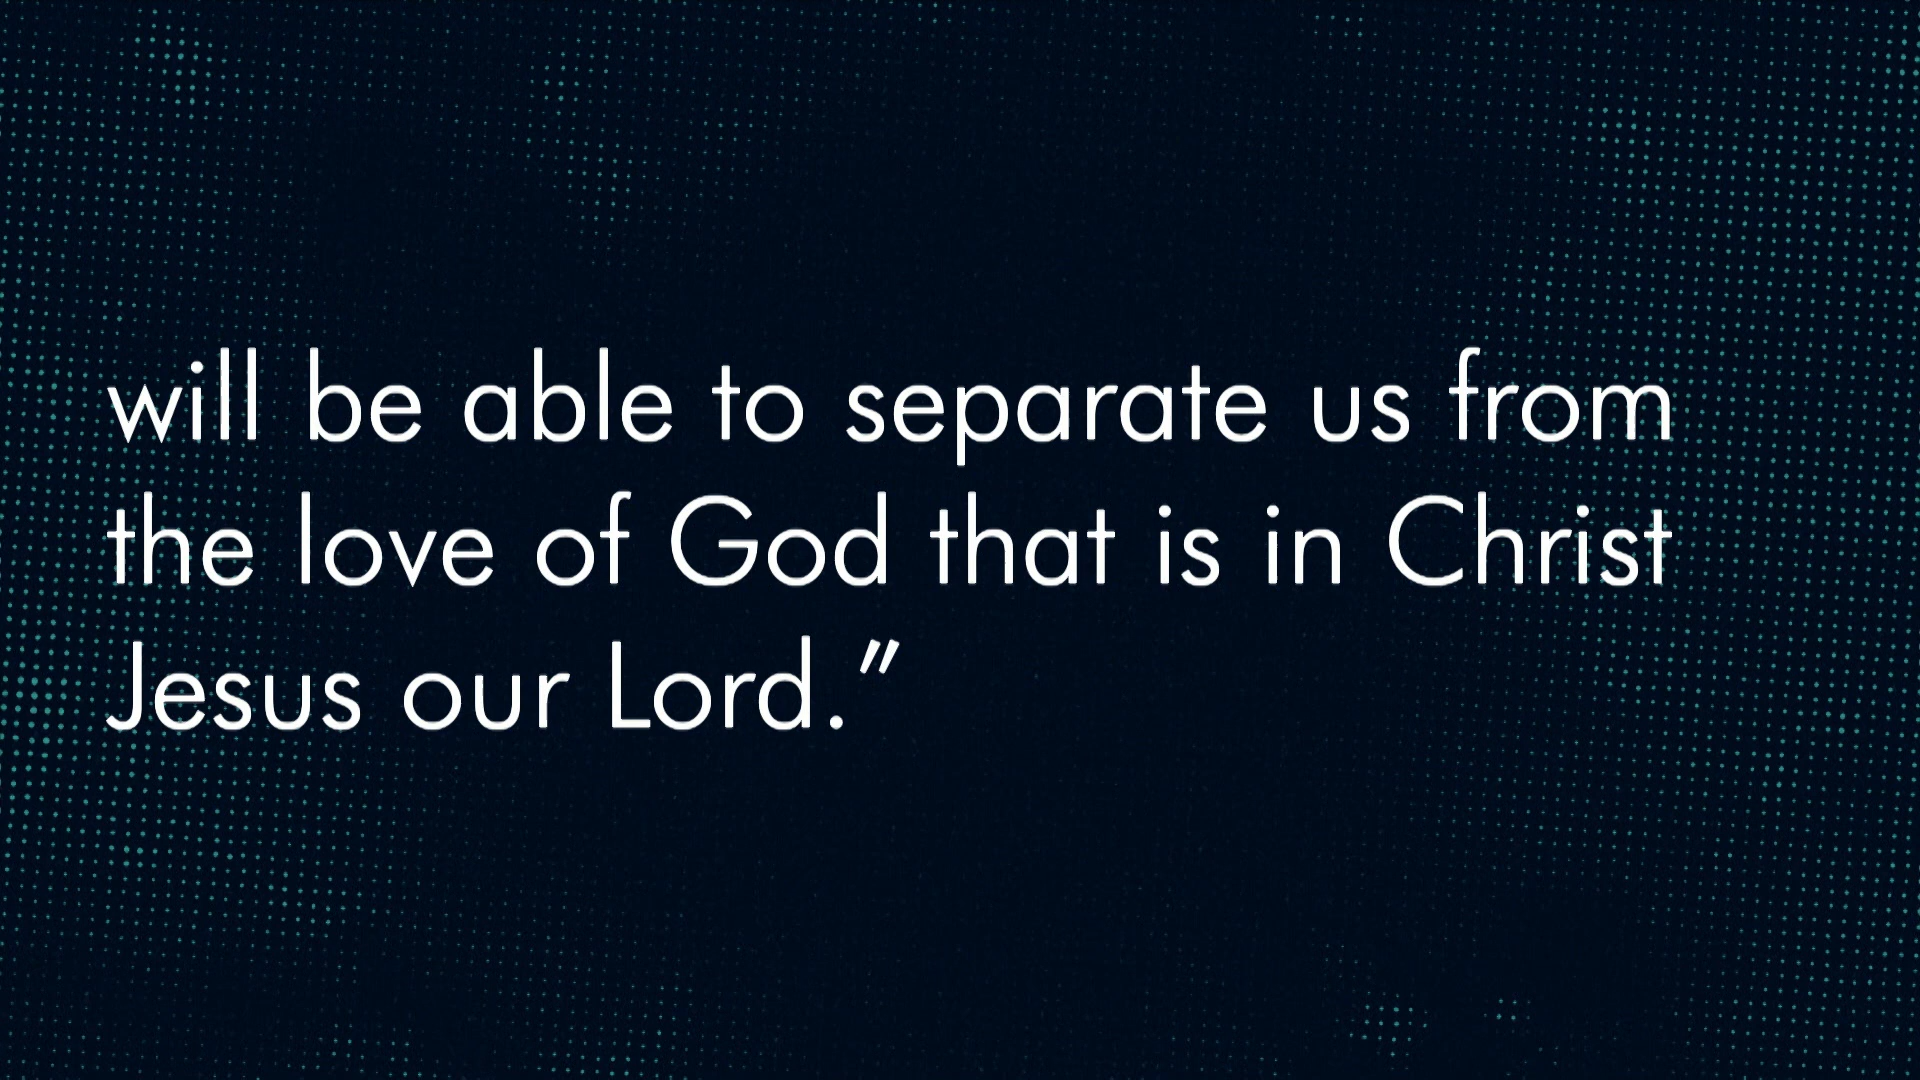 will be able to separate us from
the love of God that is in Christ
Jesus our Lord.”